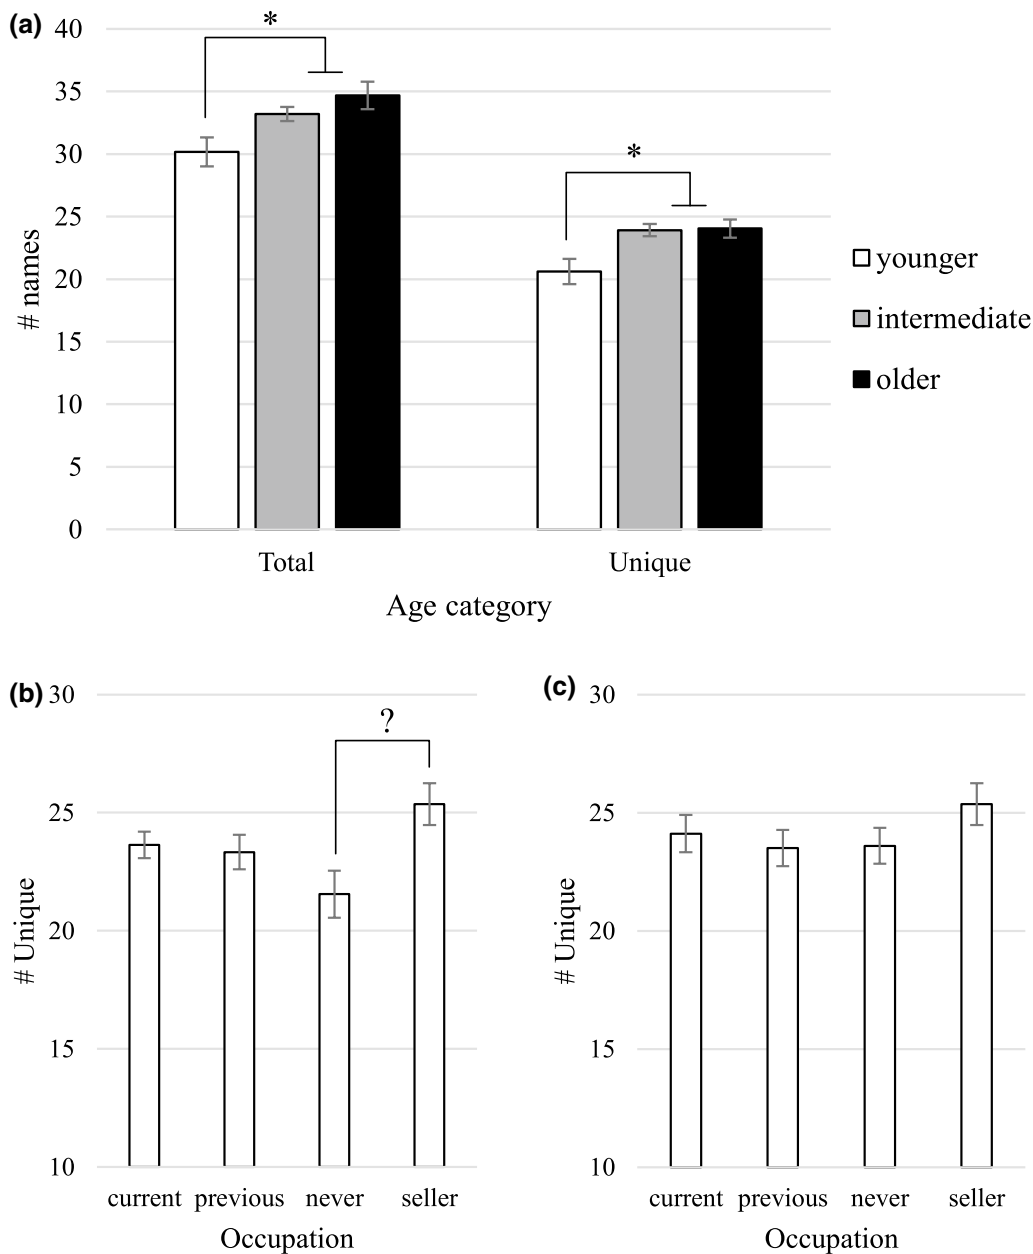 (a)
40
35
30
25
20
15
10
5
0
# names
*
*
Total
Unique
Age category
younger
intermediate
older
(b)
30
25
20
15
10
# Unique
?
current
previous
never
seller
Occupation
(c)
30
25
20
15
10
# Unique
current
previous
never
seller
Occupation